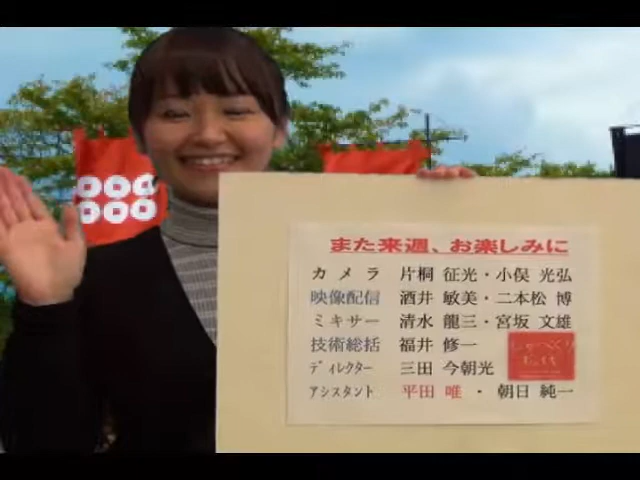 また来週、お楽しみに
カメラ 片桐 征光・小俣 光弘
映像配信 酒井 敏美・二本松 博
ミキサー 清水 龍三・宮坂 文雄
技術総括 福井 修一
ディレクター 三田 今朝光
アシスタント 平田 唯 ・ 朝日 純一